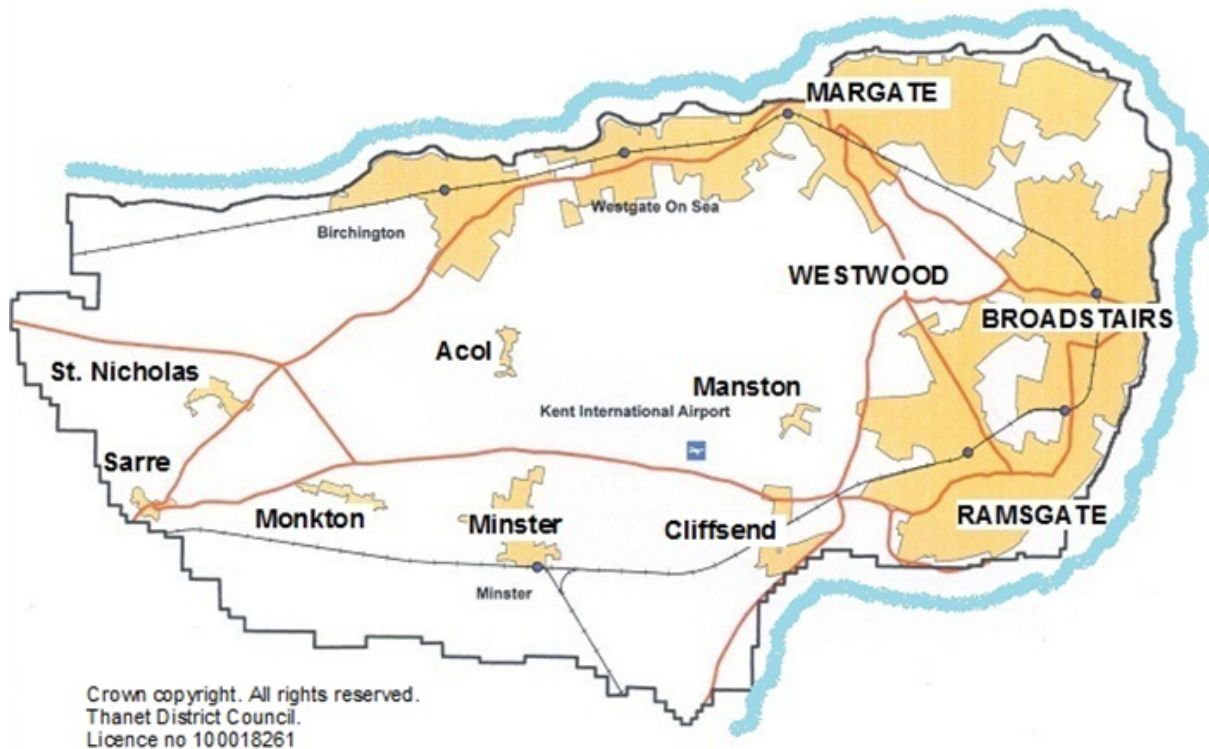 MARGATE
Westgate On Sea
Birchington
WESTWOOD
BROADSTAIRS
Acol
St. Nicholas
Manston
Kent International Airport
Sarre
Monkton
Minster
Cliffsend
RAMSGATE
Minster
Crown copyright. All rights reserved.
Thanet District Council.
Licence no 100018261